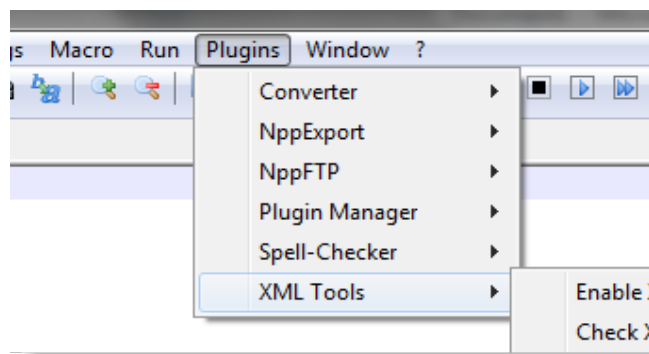 Macro Run Plugins Window ?
Converter
NppExport
NppFTP
Plugin Manager
Spell-Checker
XML Tools
Enable
Check